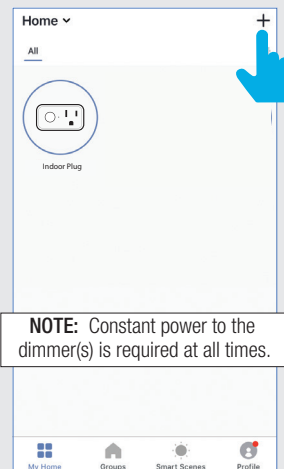 Home
All
Indoor Plug
NOTE: Constant power to the
dimmer(s) is required at all times.
My Home Groups Smart Scenes Profile